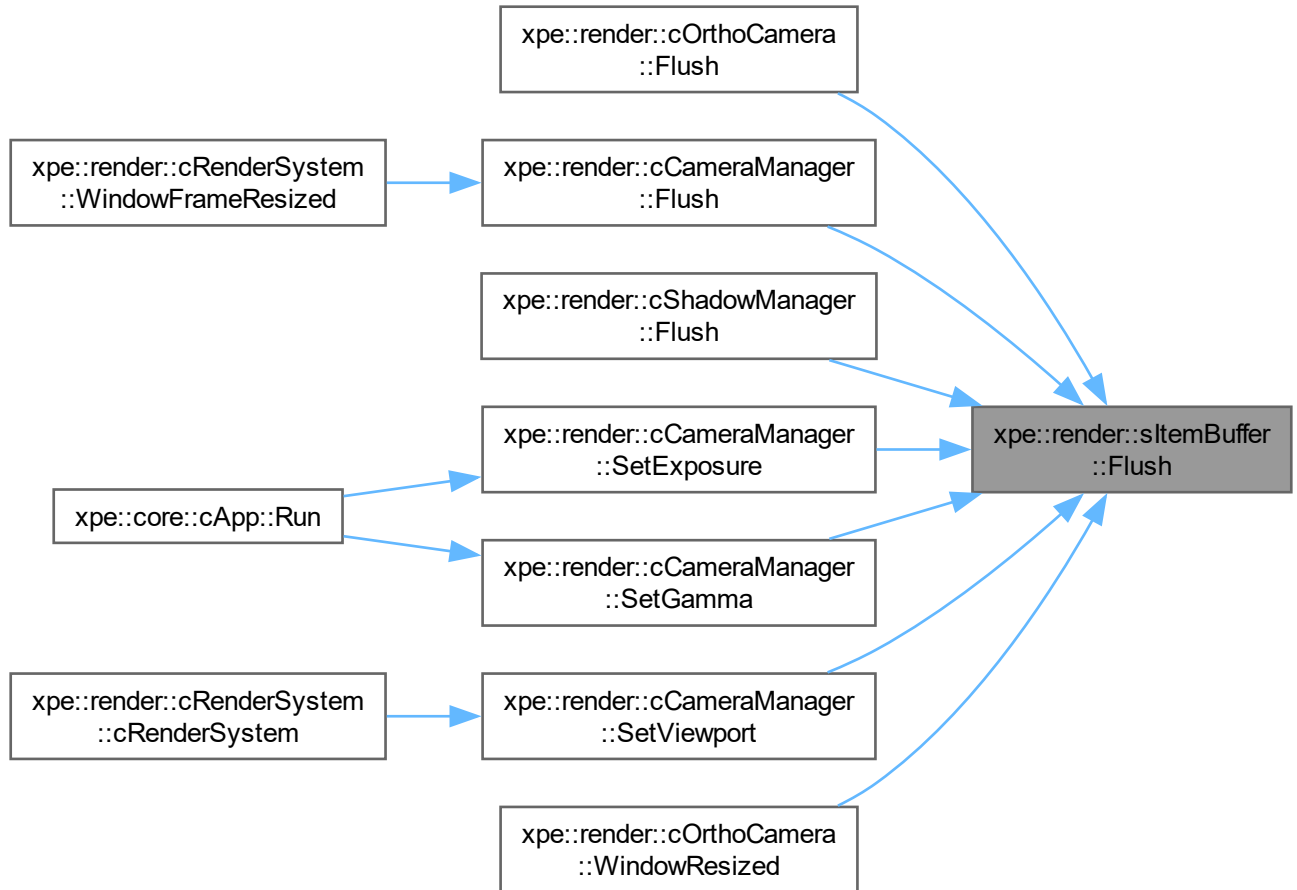 xpe::render::cOrthoCamera
::Flush
xpe::render::cRenderSystem
::WindowFrameResized
xpe::render::cCameraManager
::Flush
xpe::render::cShadowManager
::Flush
xpe::render::cCameraManager
::SetExposure
xpe::render::sItemBuffer
::Flush
xpe::core::cApp::Run
xpe::render::cCameraManager
::SetGamma
xpe::render::cRenderSystem
::cRenderSystem
xpe::render::cCameraManager
::SetViewport
xpe::render::cOrthoCamera
::WindowResized